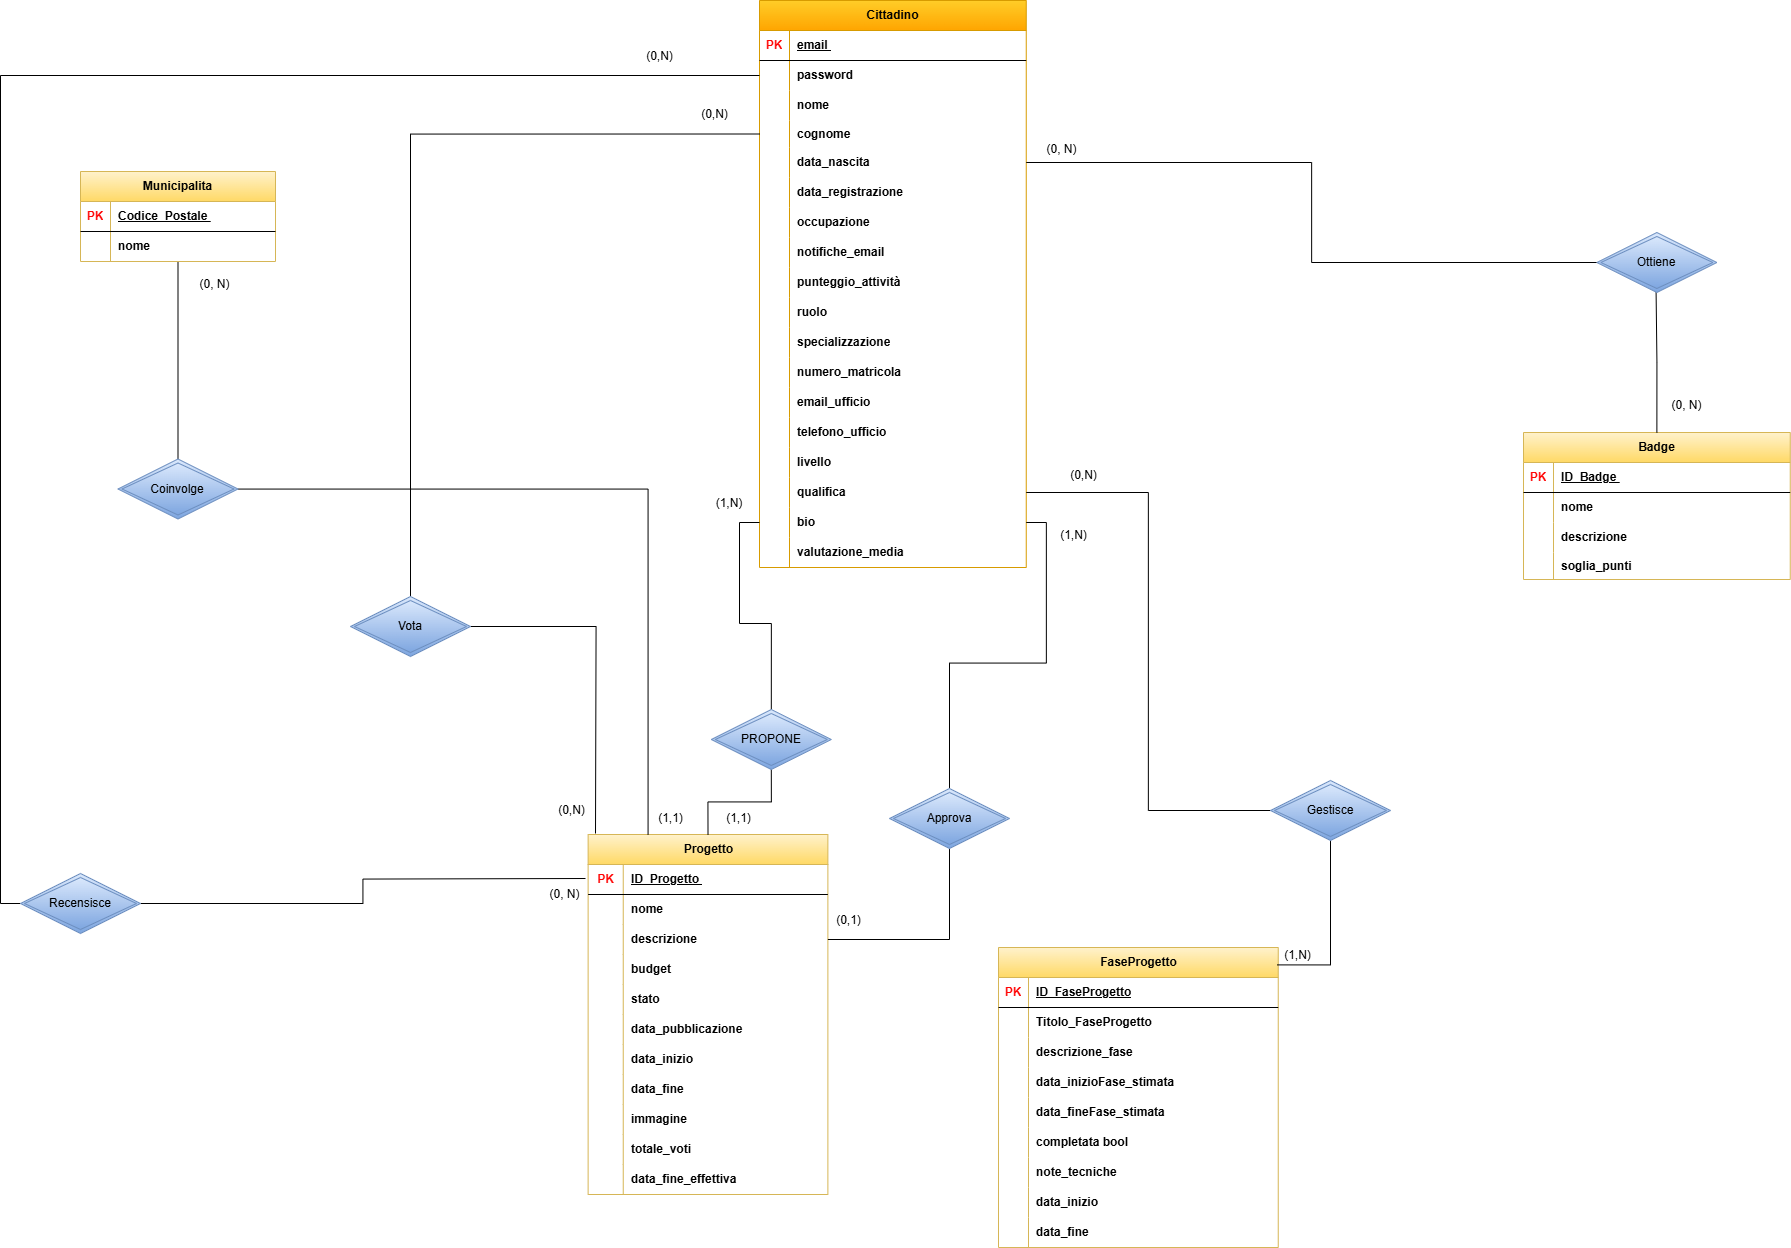 Cittadino
PK email
password
nome
cognome
data_nascita
data_registrazione
occupazione
notifiche_email
punteggio_attività
ruolo
specializzazione
numero_matricola
email_ufficio
telefono_ufficio
livello
qualifica
bio
valutazione_media
(0,N)
(0,N)
(0, N)
Municipalita
PK Codice_Postale
nome
(0, N)
Ottiene
(0, N)
Badge
PK ID_Badge
nome
descrizione
soglia_punti
Coinvolge
(1,N)
(0,N)
(1,N)
Vota
PROPONE
Approva
Gestisce
(0,N)
(1,1)
(1,1)
Recensisce
(0, N)
Progetto
PK ID_Progetto
nome
descrizione
budget
stato
data_pubblicazione
data_inizio
data_fine
immagine
totale_voti
data_fine_effettiva
(0,1)
(1,N)
FaseProgetto
PK ID_FaseProgetto
Titolo_FaseProgetto
descrizione_fase
data_inizioFase_stimata
data_fineFase_stimata
completata bool
note_tecniche
data_inizio
data_fine